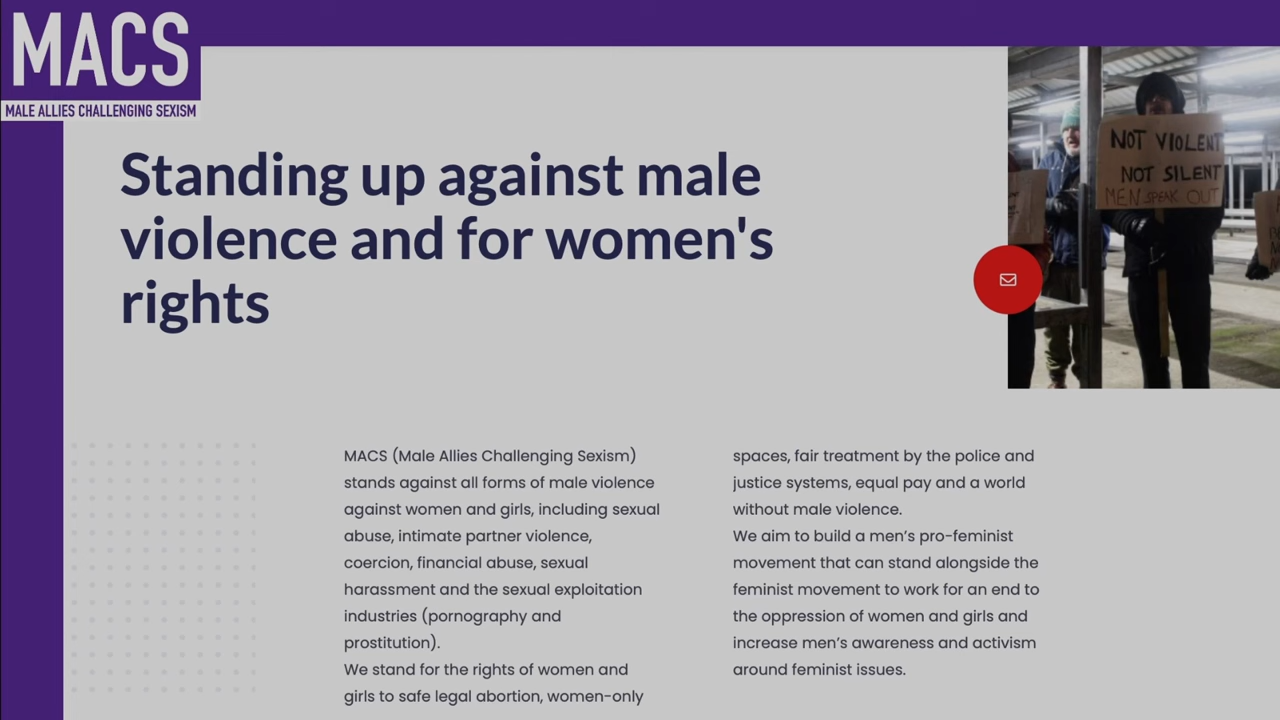 MACS
MALE ALLIES CHALLENGING SEXISM
Standing up against male
violence and for women's
rights
NOT VIOLENT
NOT SILENT
MEN SPEAK OUT
MACS (Male Allies Challenging Sexism)
stands against all forms of male violence
against women and girls, including sexual
abuse, intimate partner violence,
coercion, financial abuse, sexual
harassment and the sexual exploitation
industries (pornography and
prostitution).
We stand for the rights of women and
girls to safe legal abortion, women-only
spaces, fair treatment by the police and
justice systems, equal pay and a world
without male violence.
We aim to build a men’s pro-feminist
movement that can stand alongside the
feminist movement to work for an end to
the oppression of women and girls and
increase men’s awareness and activism
around feminist issues.